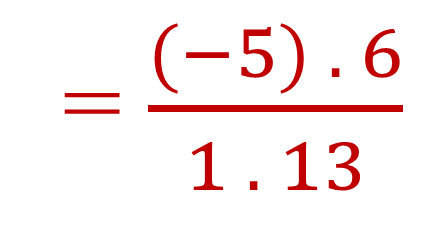 = (−5) . 6
1 . 13